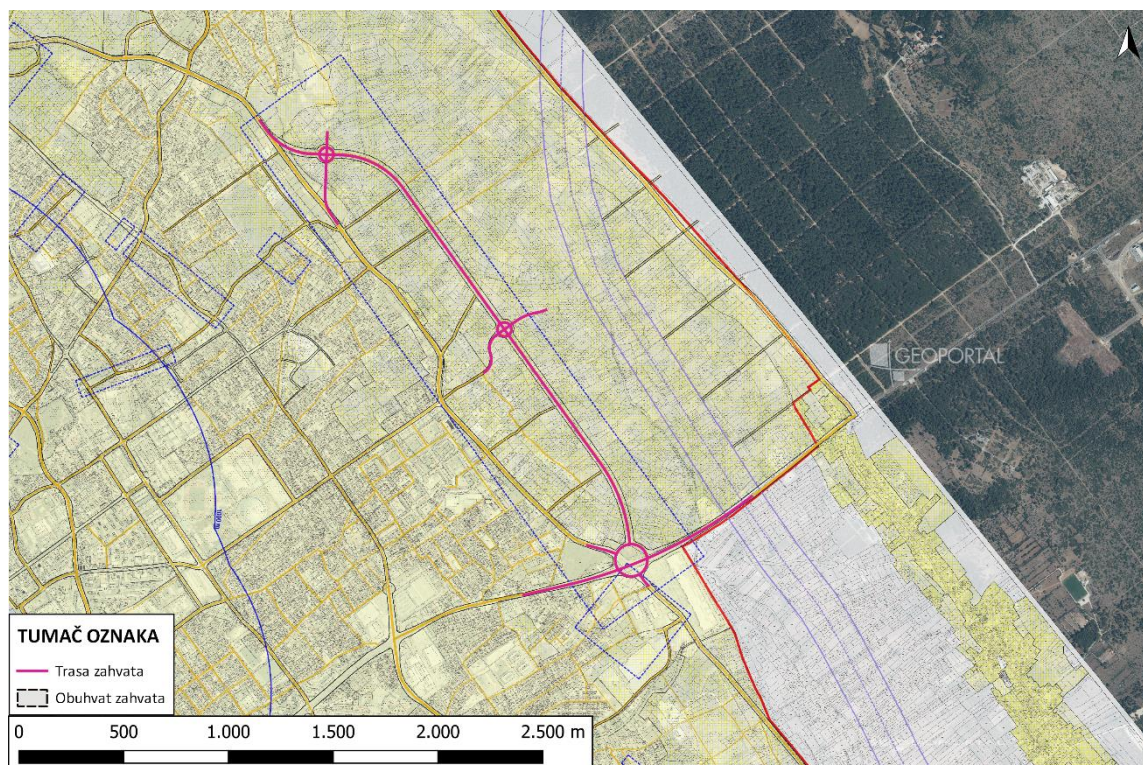 GEOPORTAL
TUMAČ OZNAKA
Trasa zahvata
Obuhvat zahvata
0 500 1.000 1.500 2.000 2.500 m